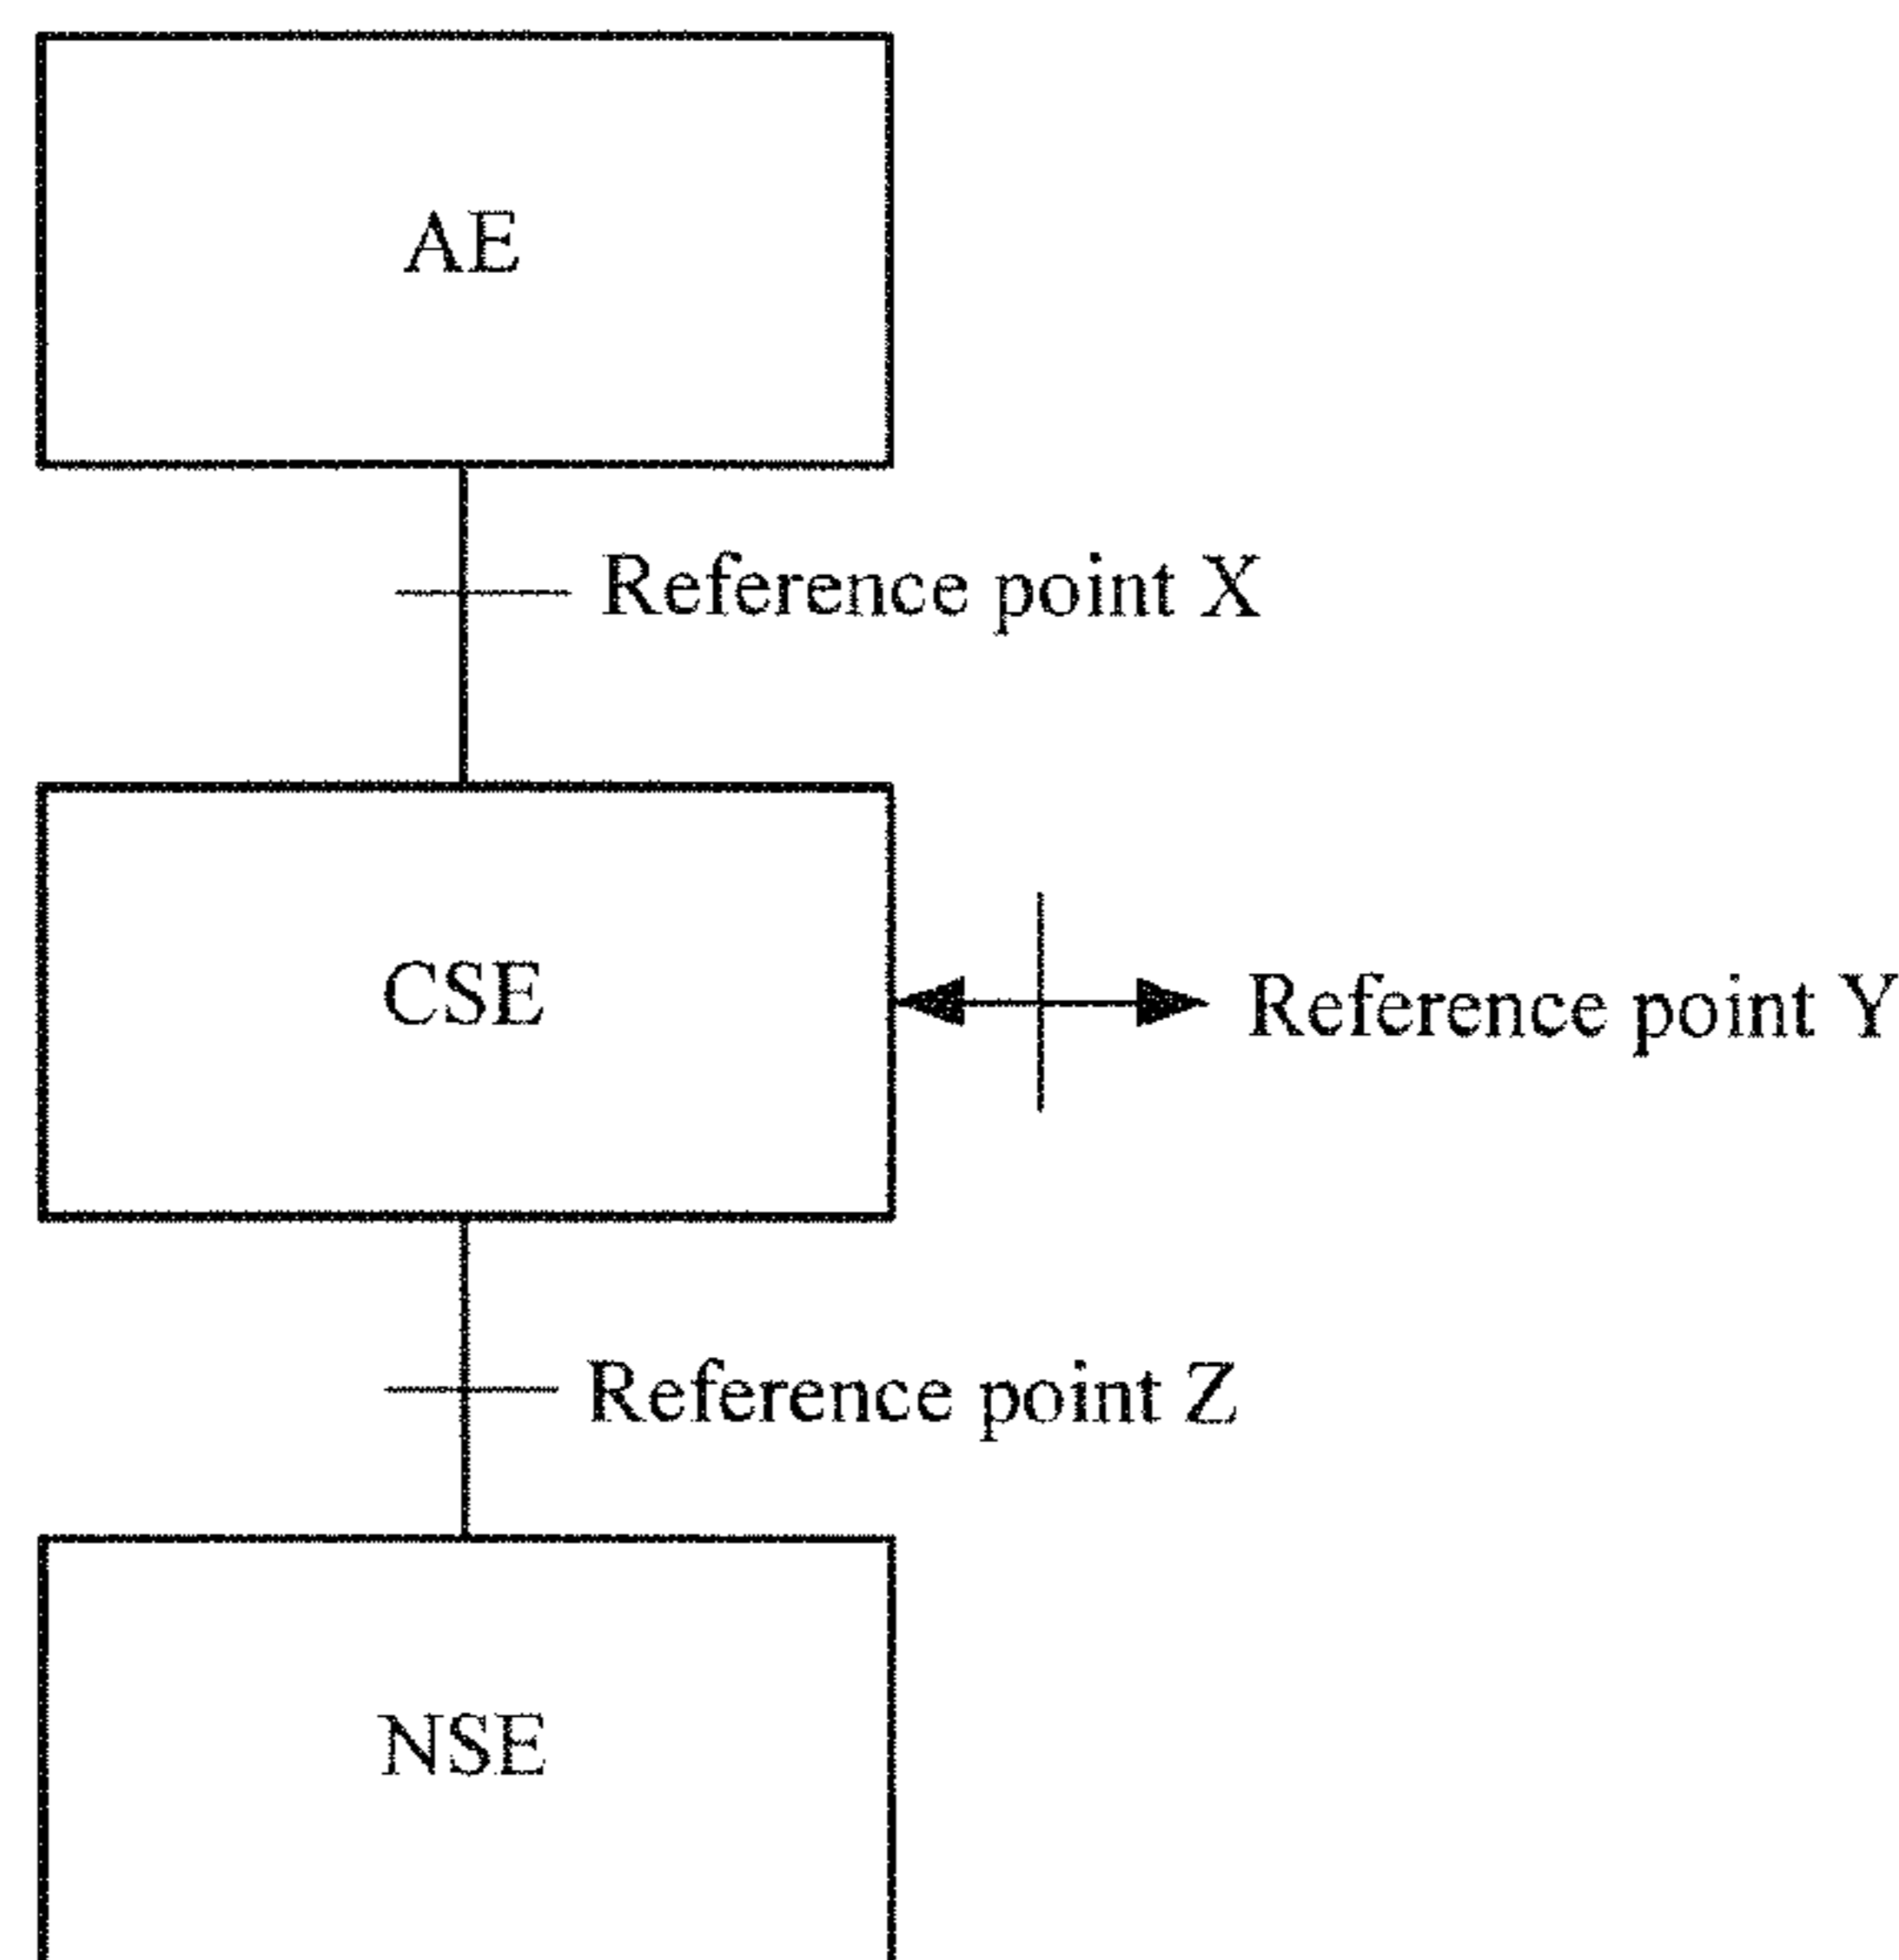 AE
Reference point X
CSE
Reference point Y
Reference point Z
NSE